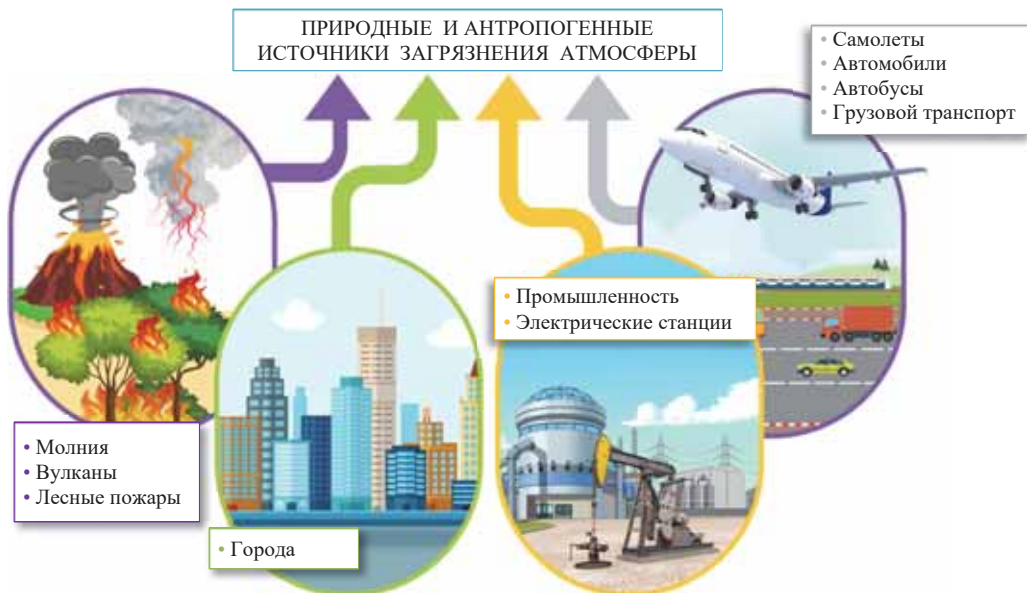 ПРИРОДНЫЕ И АНТРОПОГЕННЫЕ
ИСТОЧНИКИ ЗАГРЯЗНЕНИЯ АТМОСФЕРЫ
• Самолеты
• Автомобили
• Автобусы
• Грузовой транспорт
• Промышленность
• Электрические станции
• Молния
• Вулканы
• Лесные пожары
• Города